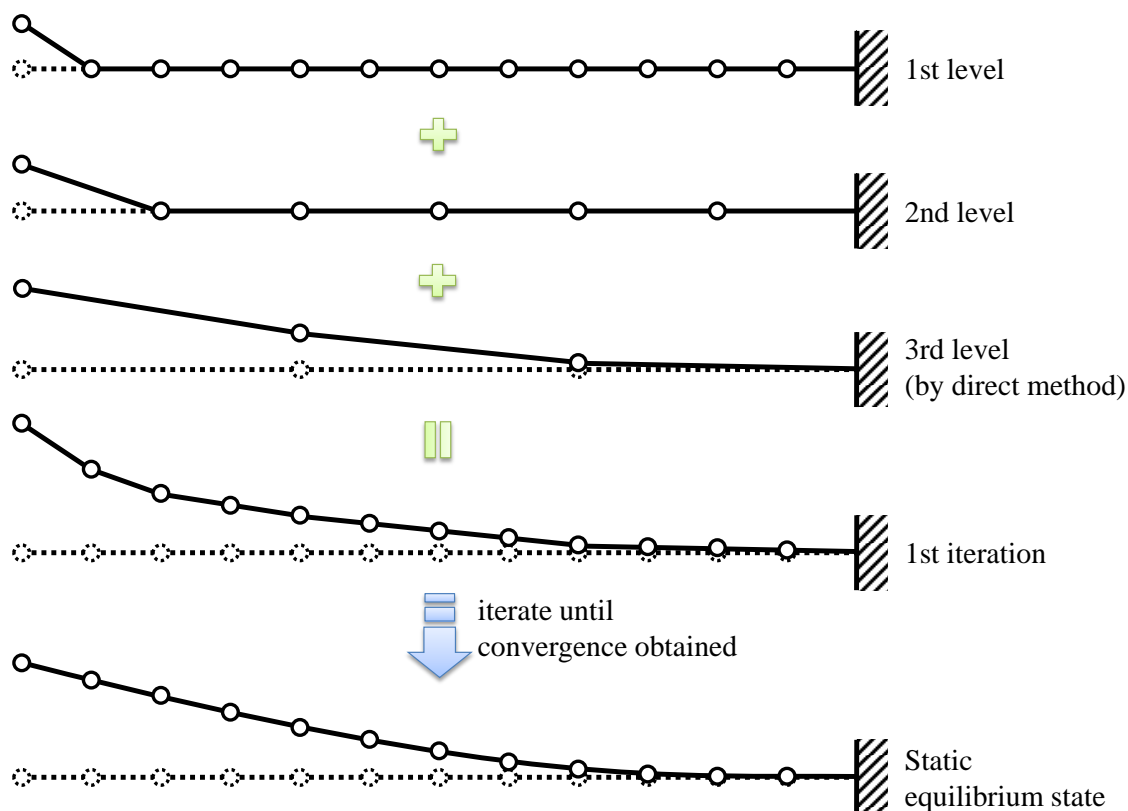 1st level
2nd level
3rd level
(by direct method)
1st iteration
iterate until
convergence obtained
Static
equilibrium state